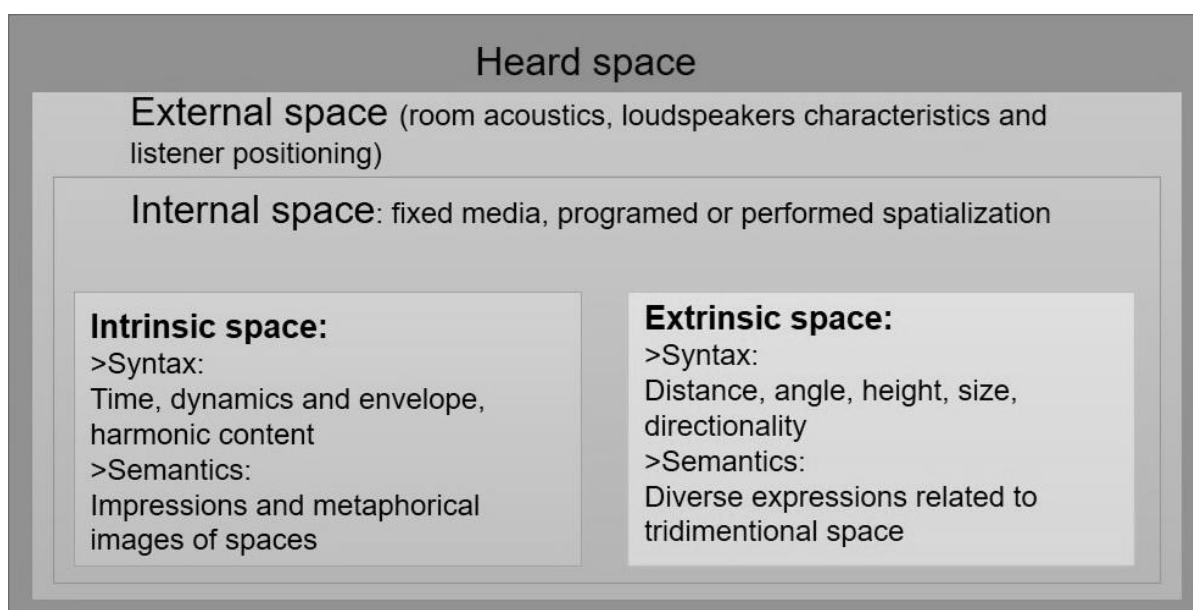 Heard space
External space (room acoustics, loudspeakers characteristics and
listener positioning)
Internal space: fixed media, programed or performed spatialization
Intrinsic space:
>Syntax:
Time, dynamics and envelope,
harmonic content
>Semantics:
Impressions and metaphorical
images of spaces
Extrinsic space:
>Syntax:
Distance, angle, height, size,
directionality
>Semantics:
Diverse expressions related to
tridimentional space